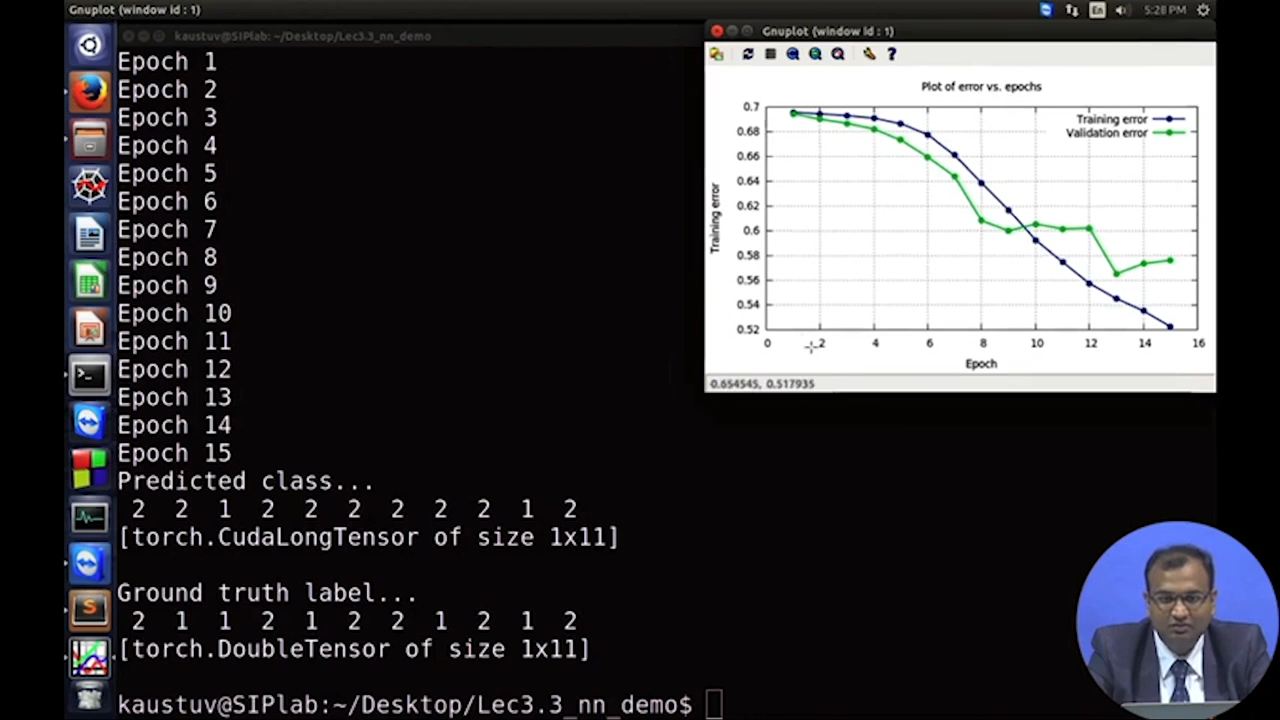 Gnuplot (window id : 1)
En
5:28 PM
kaustuv@SIPlab: ~/Desktop/Lec3.3_nn_demo
Epoch 1
Epoch 2
Epoch 3
Epoch 4
Epoch 5
Epoch 6
Epoch 7
Epoch 8
Epoch 9
Epoch 10
Epoch 11
Epoch 12
Epoch 13
Epoch 14
Epoch 15
Predicted class...
2 2 1 2 2 2 2 2 2 1 2
[torch.CudaLongTensor of size 1x11]
Ground truth label...
2 1 1 2 1 2 2 1 2 1 2
[torch.DoubleTensor of size 1x11]
kaustuv@SIPlab:~/Desktop/Lec3.3_nn_demo$
Gnuplot (window id : 1)
Plot of error vs. epochs
Training error
Validation error
0.7
0.68
0.66
0.64
0.62
0.6
0.58
0.56
0.54
0.52
Training error
0 2 4 6 8 10 12 14 16
Epoch
0.654545, 0.517935
S